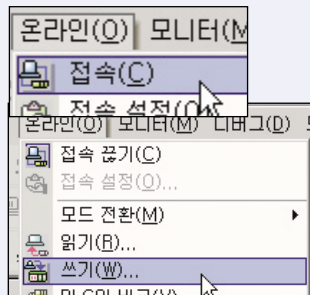 온라인(O) 모니터(M
접속(C)
접속 설정(O)
온라인(O) 모니터(M) 디버그(D)
접속 끊기(C)
접속 설정(O)...
모드 전환(M)
읽기(R)...
쓰기(W)...